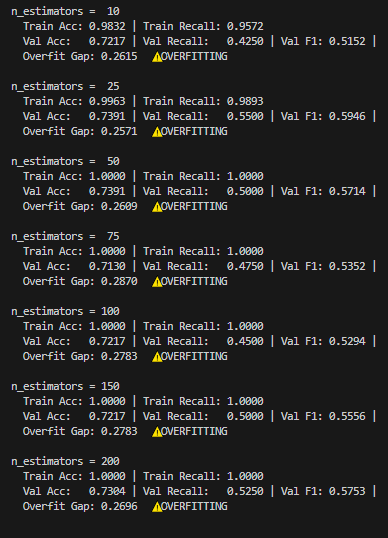 n_estimators =  10
Train Acc: 0.9832 | Train Recall: 0.9572
Val Acc:   0.7217 | Val Recall:   0.4250 | Val F1: 0.5152 |
Overfit Gap: 0.2615  ⚠OVERFITTING
n_estimators =  25
Train Acc: 0.9963 | Train Recall: 0.9893
Val Acc:   0.7391 | Val Recall:   0.5500 | Val F1: 0.5946 |
Overfit Gap: 0.2571  ⚠OVERFITTING
n_estimators =  50
Train Acc: 1.0000 | Train Recall: 1.0000
Val Acc:   0.7391 | Val Recall:   0.5000 | Val F1: 0.5714 |
Overfit Gap: 0.2609  ⚠OVERFITTING
n_estimators =  75
Train Acc: 1.0000 | Train Recall: 1.0000
Val Acc:   0.7130 | Val Recall:   0.4750 | Val F1: 0.5352 |
Overfit Gap: 0.2870  ⚠OVERFITTING
n_estimators = 100
Train Acc: 1.0000 | Train Recall: 1.0000
Val Acc:   0.7217 | Val Recall:   0.4500 | Val F1: 0.5294 |
Overfit Gap: 0.2783  ⚠OVERFITTING
n_estimators = 150
Train Acc: 1.0000 | Train Recall: 1.0000
Val Acc:   0.7217 | Val Recall:   0.5000 | Val F1: 0.5556 |
Overfit Gap: 0.2783  ⚠OVERFITTING
n_estimators = 200
Train Acc: 1.0000 | Train Recall: 1.0000
Val Acc:   0.7304 | Val Recall:   0.5250 | Val F1: 0.5753 |
Overfit Gap: 0.2696  ⚠OVERFITTING